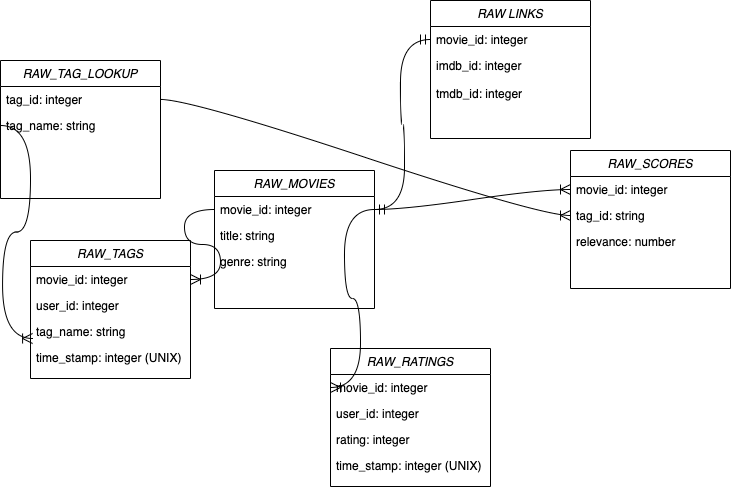 RAW LINKS
movie_id: integer
imdb_id: integer
tmdb_id: integer
RAW_TAG_LOOKUP
tag_id: integer
tag_name: string
RAW_SCORES
movie_id: integer
tag_id: string
relevance: number
RAW_MOVIES
movie_id: integer
title: string
genre: string
RAW_TAGS
movie_id: integer
user_id: integer
tag_name: string
time_stamp: integer (UNIX)
RAW_RATINGS
movie_id: integer
user_id: integer
rating: integer
time_stamp: integer (UNIX)